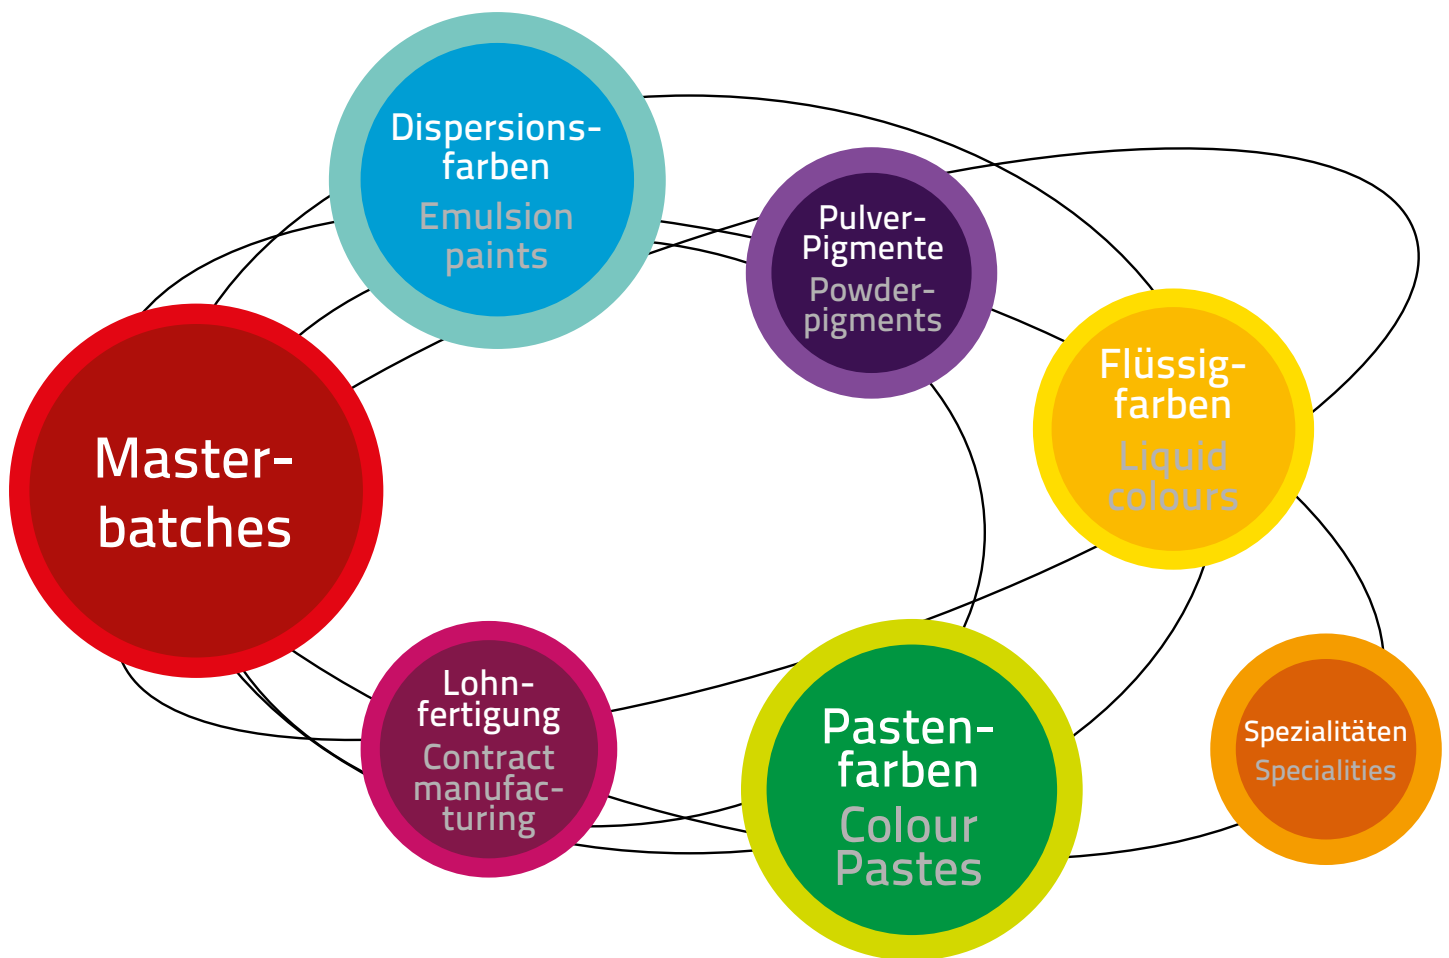 Dispersions-
farben
Emulsion
paints
Pulver-
Pigmente
Powder-
pigments
Flüssig-
farben
Liquid
colours
Master-
batches
Lohn-
fertigung
Contract
manufac-
turing
Pasten-
farben
Colour
Pastes
Spezialitäten
Specialities